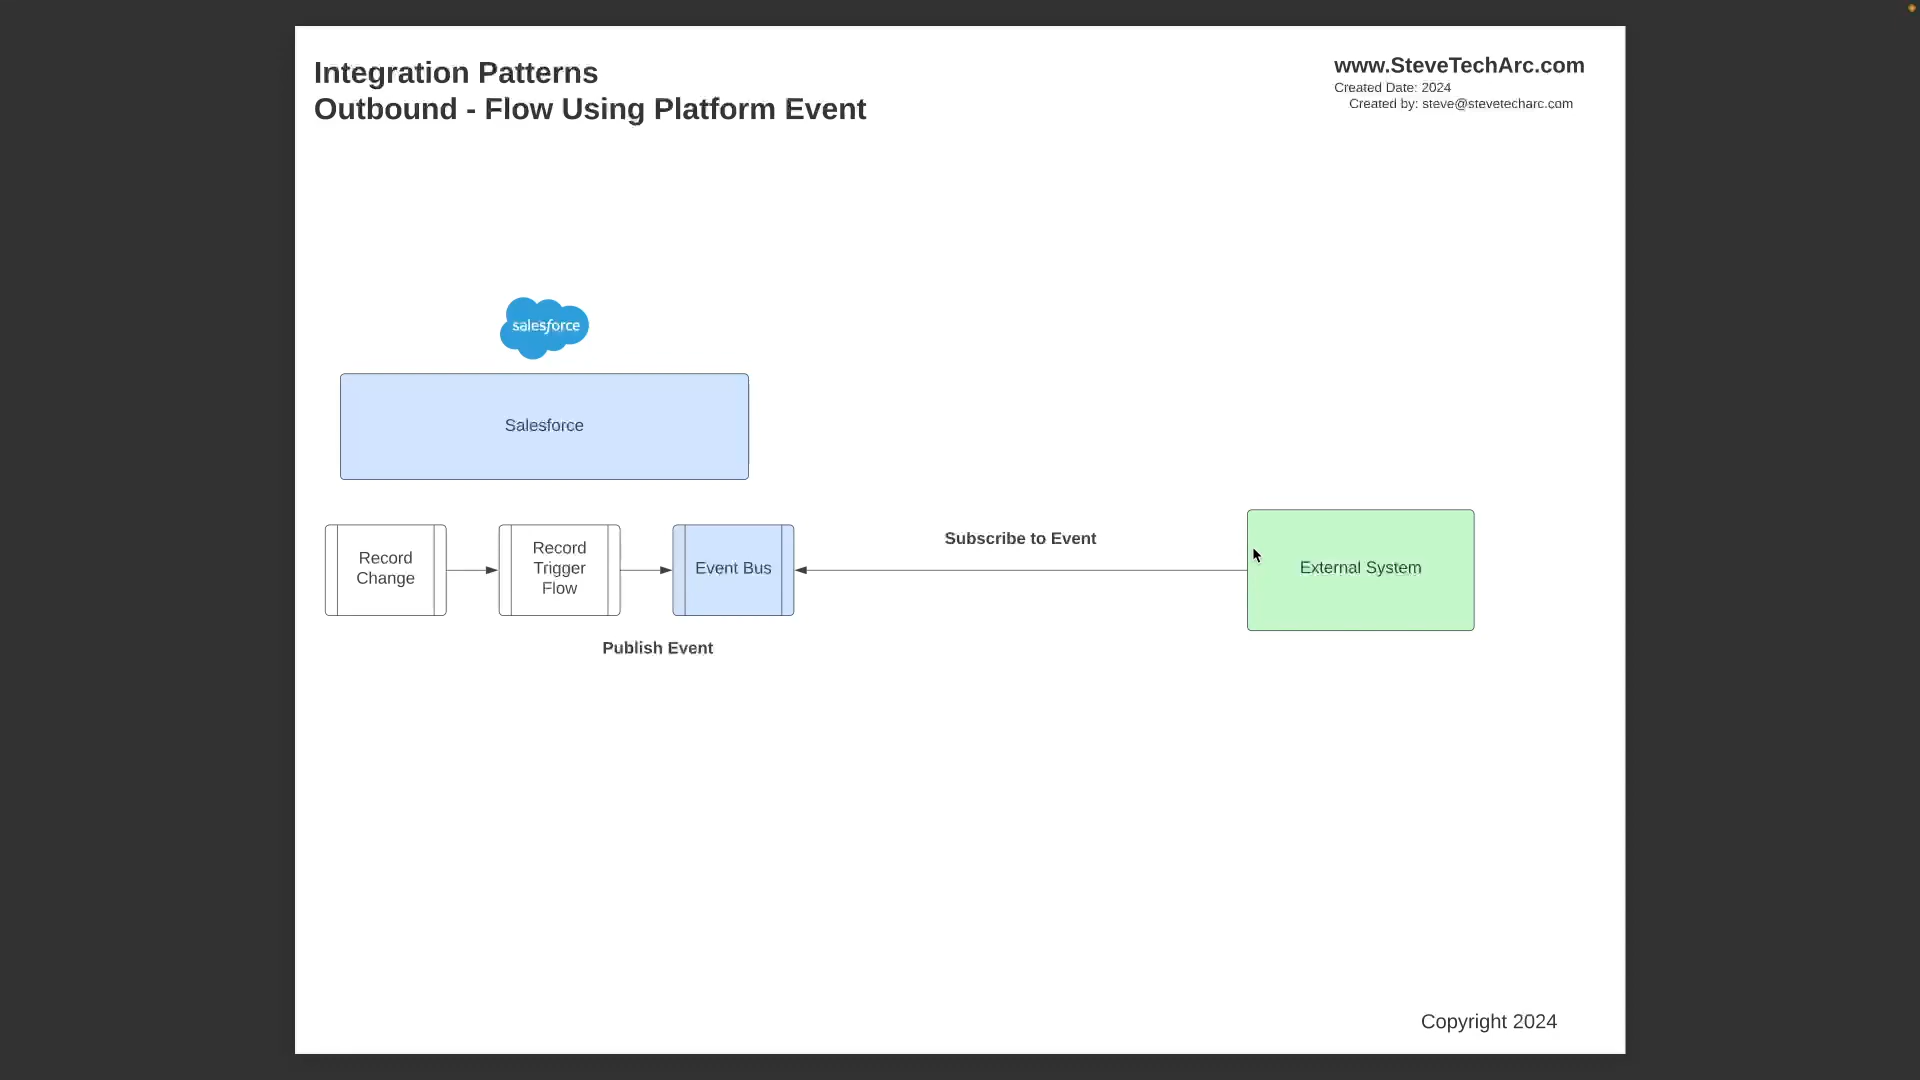 Integration Patterns
Outbound - Flow Using Platform Event
www.SteveTechArc.com
Created Date: 2024
Created by: steve@stevetecharc.com
salesforce
Salesforce
Record
Change
Record
Trigger
Flow
Event Bus
Subscribe to Event
External System
Publish Event
Copyright 2024